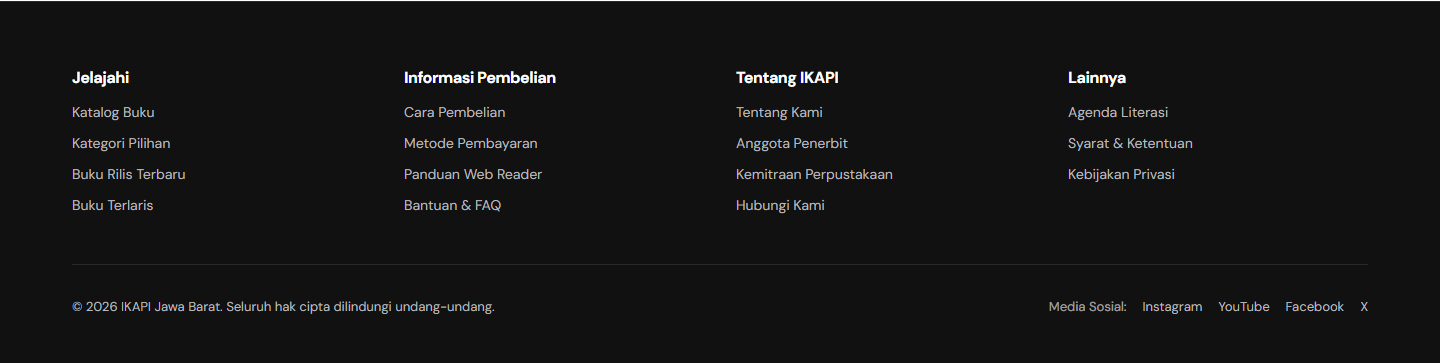 Jelajahi
Katalog Buku
Kategori Pilihan
Buku Rilis Terbaru
Buku Terlaris
Informasi Pembelian
Cara Pembelian
Metode Pembayaran
Panduan Web Reader
Bantuan & FAQ
Tentang IKAPI
Tentang Kami
Anggota Penerbit
Kemitraan Perpustakaan
Hubungi Kami
Lainnya
Agenda Literasi
Syarat & Ketentuan
Kebijakan Privasi
© 2026 IKAPI Jawa Barat. Seluruh hak cipta dilindungi undang-undang.
Media Sosial: Instagram YouTube Facebook X